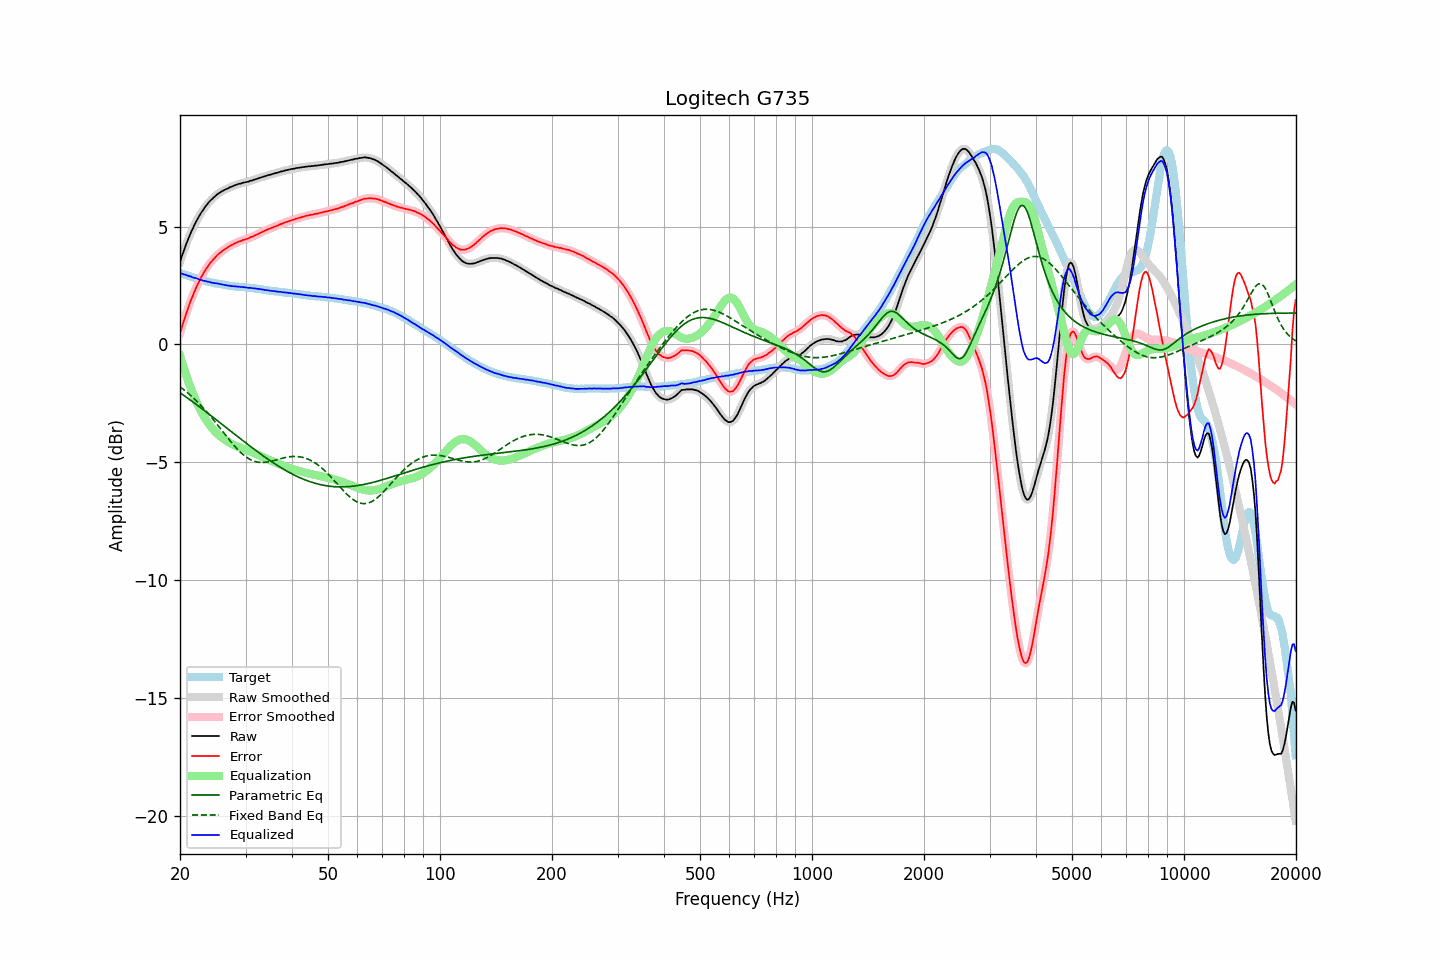 Logitech G735
Amplitude (dBr)
5
0
−5
−10
−15
−20
Target
Raw Smoothed
Error Smoothed
Raw
Error
Equalization
Parametric Eq
Fixed Band Eq
Equalized
20 50 100 200 500 1000 2000 5000 10000 20000
Frequency (Hz)